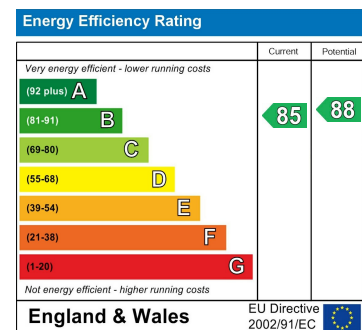 Energy Efficiency Rating
Current Potential
Very energy efficient - lower running costs
(92 plus) A
(81-91) B
85 88
(69-80) C
(55-68) D
(39-54) E
(21-38) F
(1-20) G
Not energy efficient - higher running costs
England & Wales
EU Directive
2002/91/EC